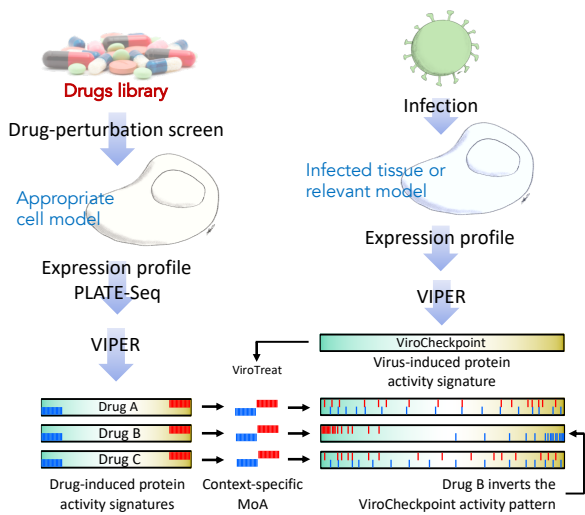 Drugs library
Drug-perturbation screen
Appropriate
cell model
Expression profile
PLATE-Seq
VIPER
Infection
Infected tissue or
relevant model
Expression profile
VIPER
ViroCheckpoint
Virus-induced protein
activity signature
ViroTreat
Drug A
Drug B
Drug C
Drug-induced protein
activity signatures
Context-specific
MoA
Drug B inverts the
ViroCheckpoint activity pattern